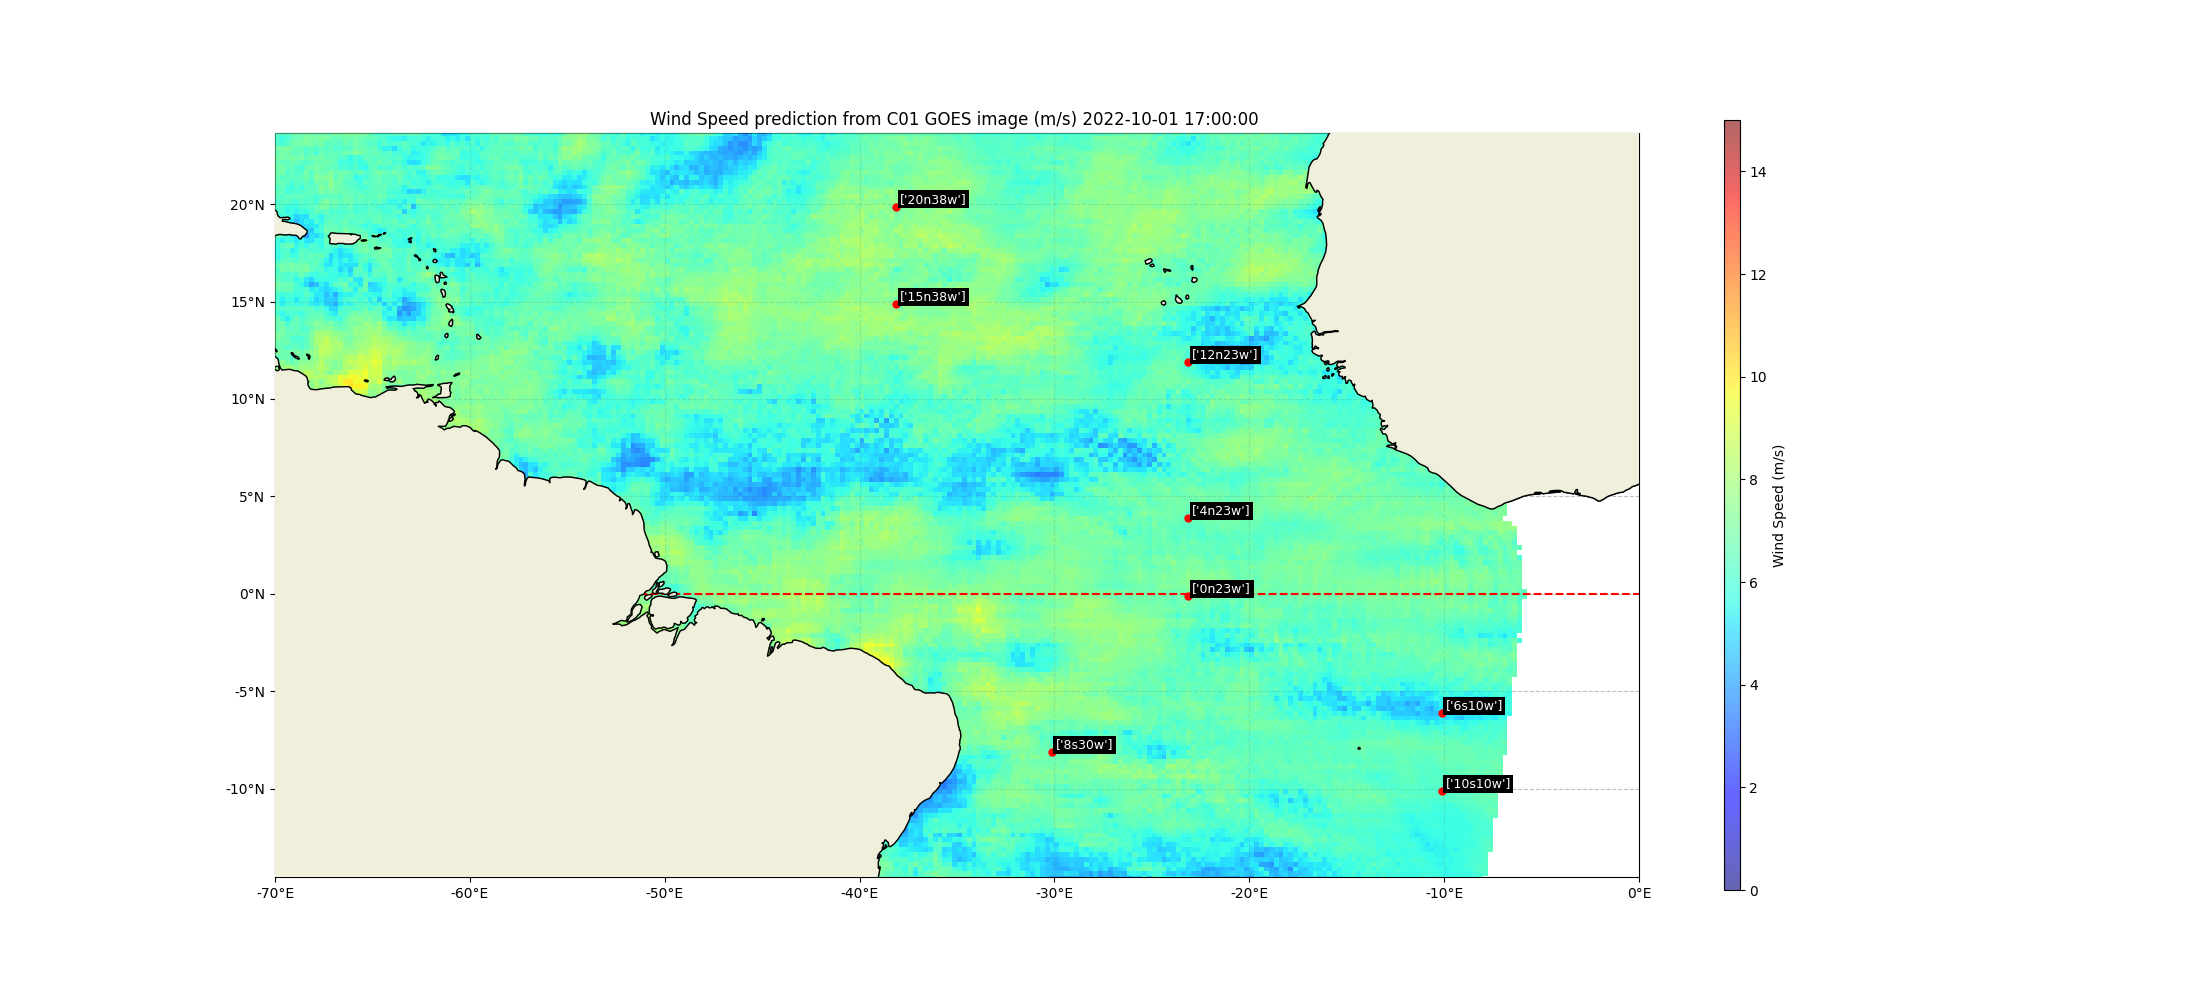 Wind Speed prediction from C01 GOES image (m/s) 2022-10-01 17:00:00
20°N
15°N
10°N
5°N
0°N
-5°N
-10°N
['20n38w']
['15n38w']
['12n23w']
['4n23w']
['0n23w']
['6s10w']
['8s30w']
['10s10w']
-70°E
-60°E
-50°E
-40°E
-30°E
-20°E
-10°E
0°E
14
12
10
8
6
4
2
0
Wind Speed (m/s)